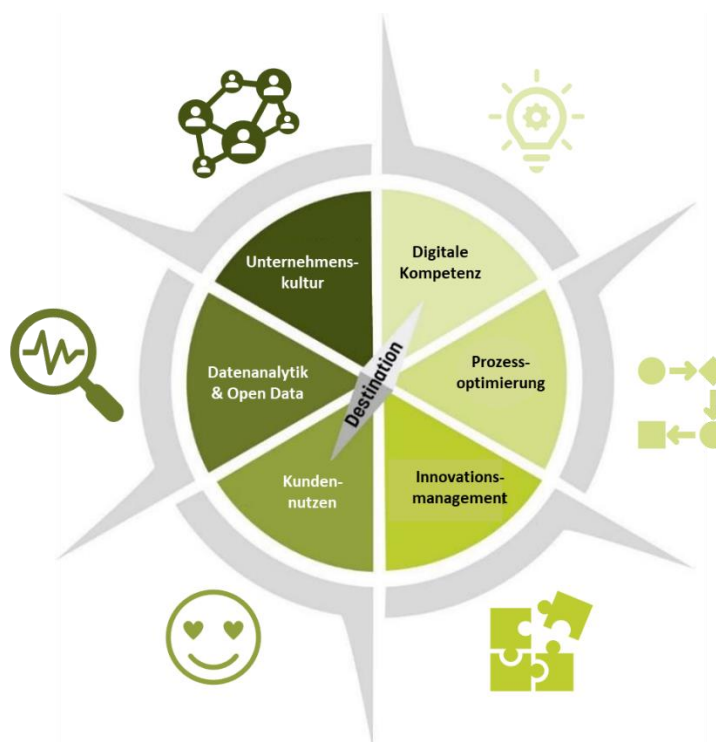 Unternehmens-
kultur
Digitale
Kompetenz
Datenanalytik
& Open Data
Destination
Prozess-
optimierung
Kunden-
nutzen
Innovations-
management